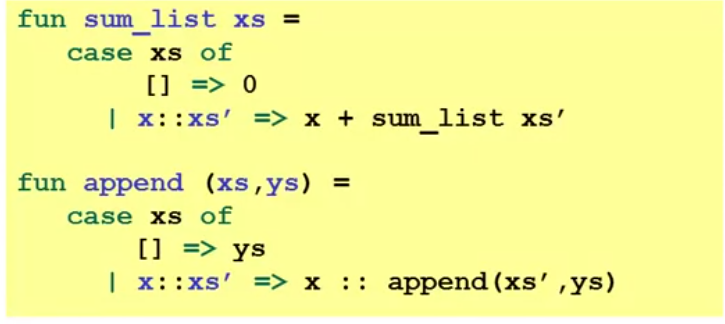 fun sum_list xs =
case xs of
[] => 0
| x::xs’ => x + sum_list xs’
fun append (xs,ys) =
case xs of
[] => ys
| x::xs’ => x :: append(xs’,ys)